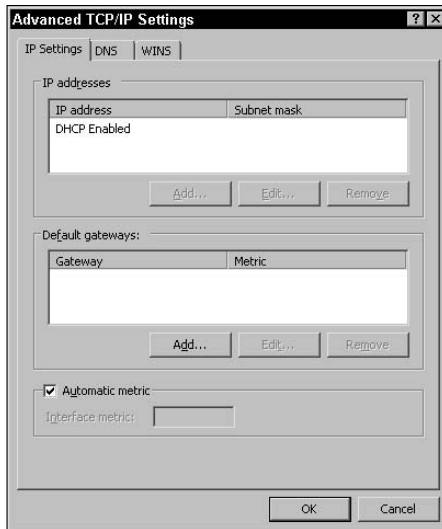 Advanced TCP/IP Settings
IP Settings DNS WINS
IP addresses
IP address Subnet mask
DHCP Enabled
Add... Edit... Remove
Default gateways:
Gateway Metric
Add... Edit... Remove
Automatic metric
Interface metric:
OK Cancel